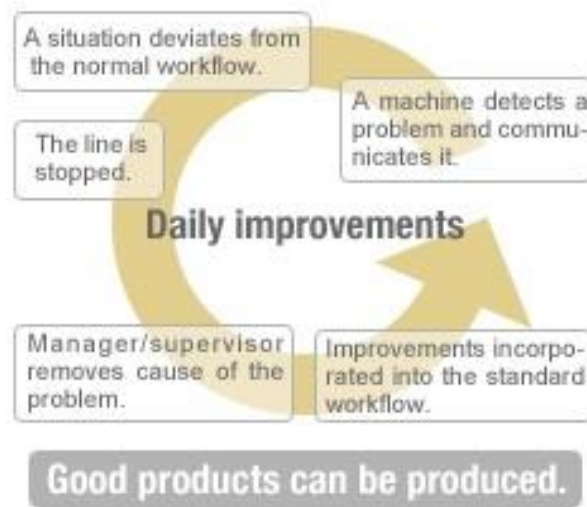 A situation deviates from
the normal workflow.
A machine detects a
problem and commu-
nicates it.
The line is
stopped.
Daily improvements
Manager/supervisor
removes cause of the
problem.
Improvements incorpo-
rated into the standard
workflow.
Good products can be produced.